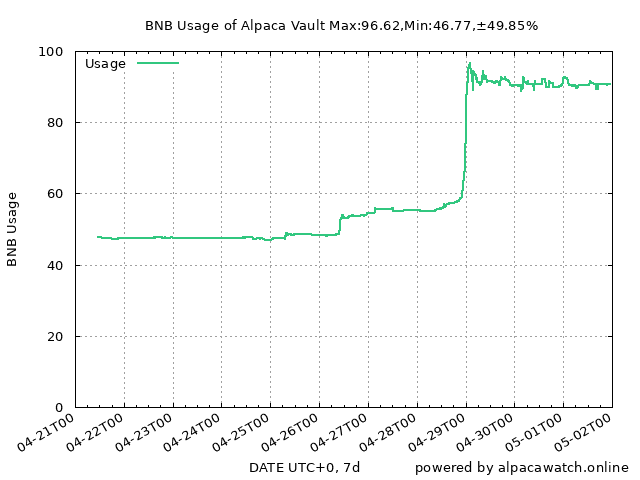 BNB Usage of Alpaca Vault Max:96.62,Min:46.77,±49.85%
Usage
100
80
60
40
20
0
BNB Usage
04-21T00
04-22T00
04-23T00
04-24T00
04-25T00
04-26T00
04-27T00
04-28T00
04-29T00
04-30T00
05-01T00
05-02T00
DATE UTC+0, 7d
powered by alpacawatch.online